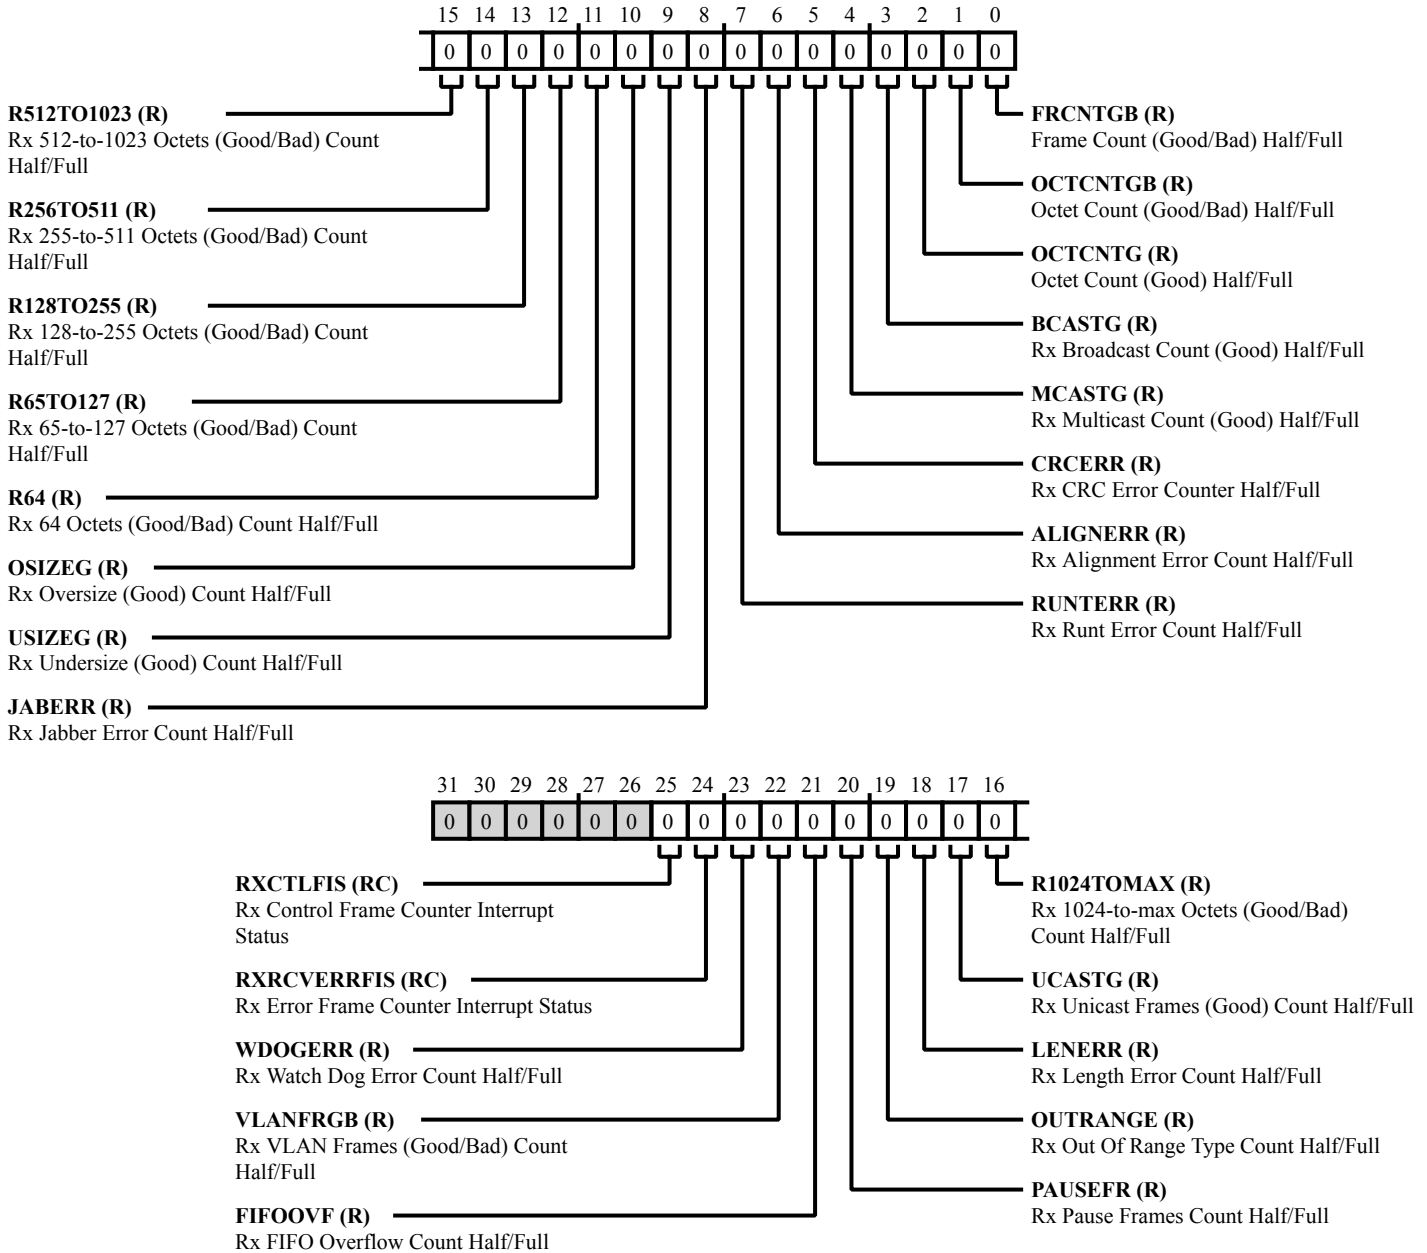 15 14 13 12 11 10 9 8 7 6 5 4 3 2 1 0
0 0 0 0 0 0 0 0 0 0 0 0 0 0 0 0
R512TO1023 (R)
Rx 512-to-1023 Octets (Good/Bad) Count
Half/Full
R256TO511 (R)
Rx 255-to-511 Octets (Good/Bad) Count
Half/Full
R128TO255 (R)
Rx 128-to-255 Octets (Good/Bad) Count
Half/Full
R65TO127 (R)
Rx 65-to-127 Octets (Good/Bad) Count
Half/Full
R64 (R)
Rx 64 Octets (Good/Bad) Count Half/Full
OSIZEG (R)
Rx Oversize (Good) Count Half/Full
USIZEG (R)
Rx Undersize (Good) Count Half/Full
JABERR (R)
Rx Jabber Error Count Half/Full
FRCNTGB (R)
Frame Count (Good/Bad) Half/Full
OCTCNTGB (R)
Octet Count (Good/Bad) Half/Full
OCTCNTG (R)
Octet Count (Good) Half/Full
BCASTG (R)
Rx Broadcast Count (Good) Half/Full
MCASTG (R)
Rx Multicast Count (Good) Half/Full
CRCERR (R)
Rx CRC Error Counter Half/Full
ALIGNERR (R)
Rx Alignment Error Count Half/Full
RUNTERR (R)
Rx Runt Error Count Half/Full
31 30 29 28 27 26 25 24 23 22 21 20 19 18 17 16
0 0 0 0 0 0 0 0 0 0 0 0 0 0 0 0
RXCTLFIS (RC)
Rx Control Frame Counter Interrupt
Status
RXRCVERRFIS (RC)
Rx Error Frame Counter Interrupt Status
WDOGERR (R)
Rx Watch Dog Error Count Half/Full
VLANFRGB (R)
Rx VLAN Frames (Good/Bad) Count
Half/Full
FIFOOVF (R)
Rx FIFO Overflow Count Half/Full
R1024TOMAX (R)
Rx 1024-to-max Octets (Good/Bad)
Count Half/Full
UCASTG (R)
Rx Unicast Frames (Good) Count Half/Full
LENERR (R)
Rx Length Error Count Half/Full
OUTRANGE (R)
Rx Out Of Range Type Count Half/Full
PAUSEFR (R)
Rx Pause Frames Count Half/Full